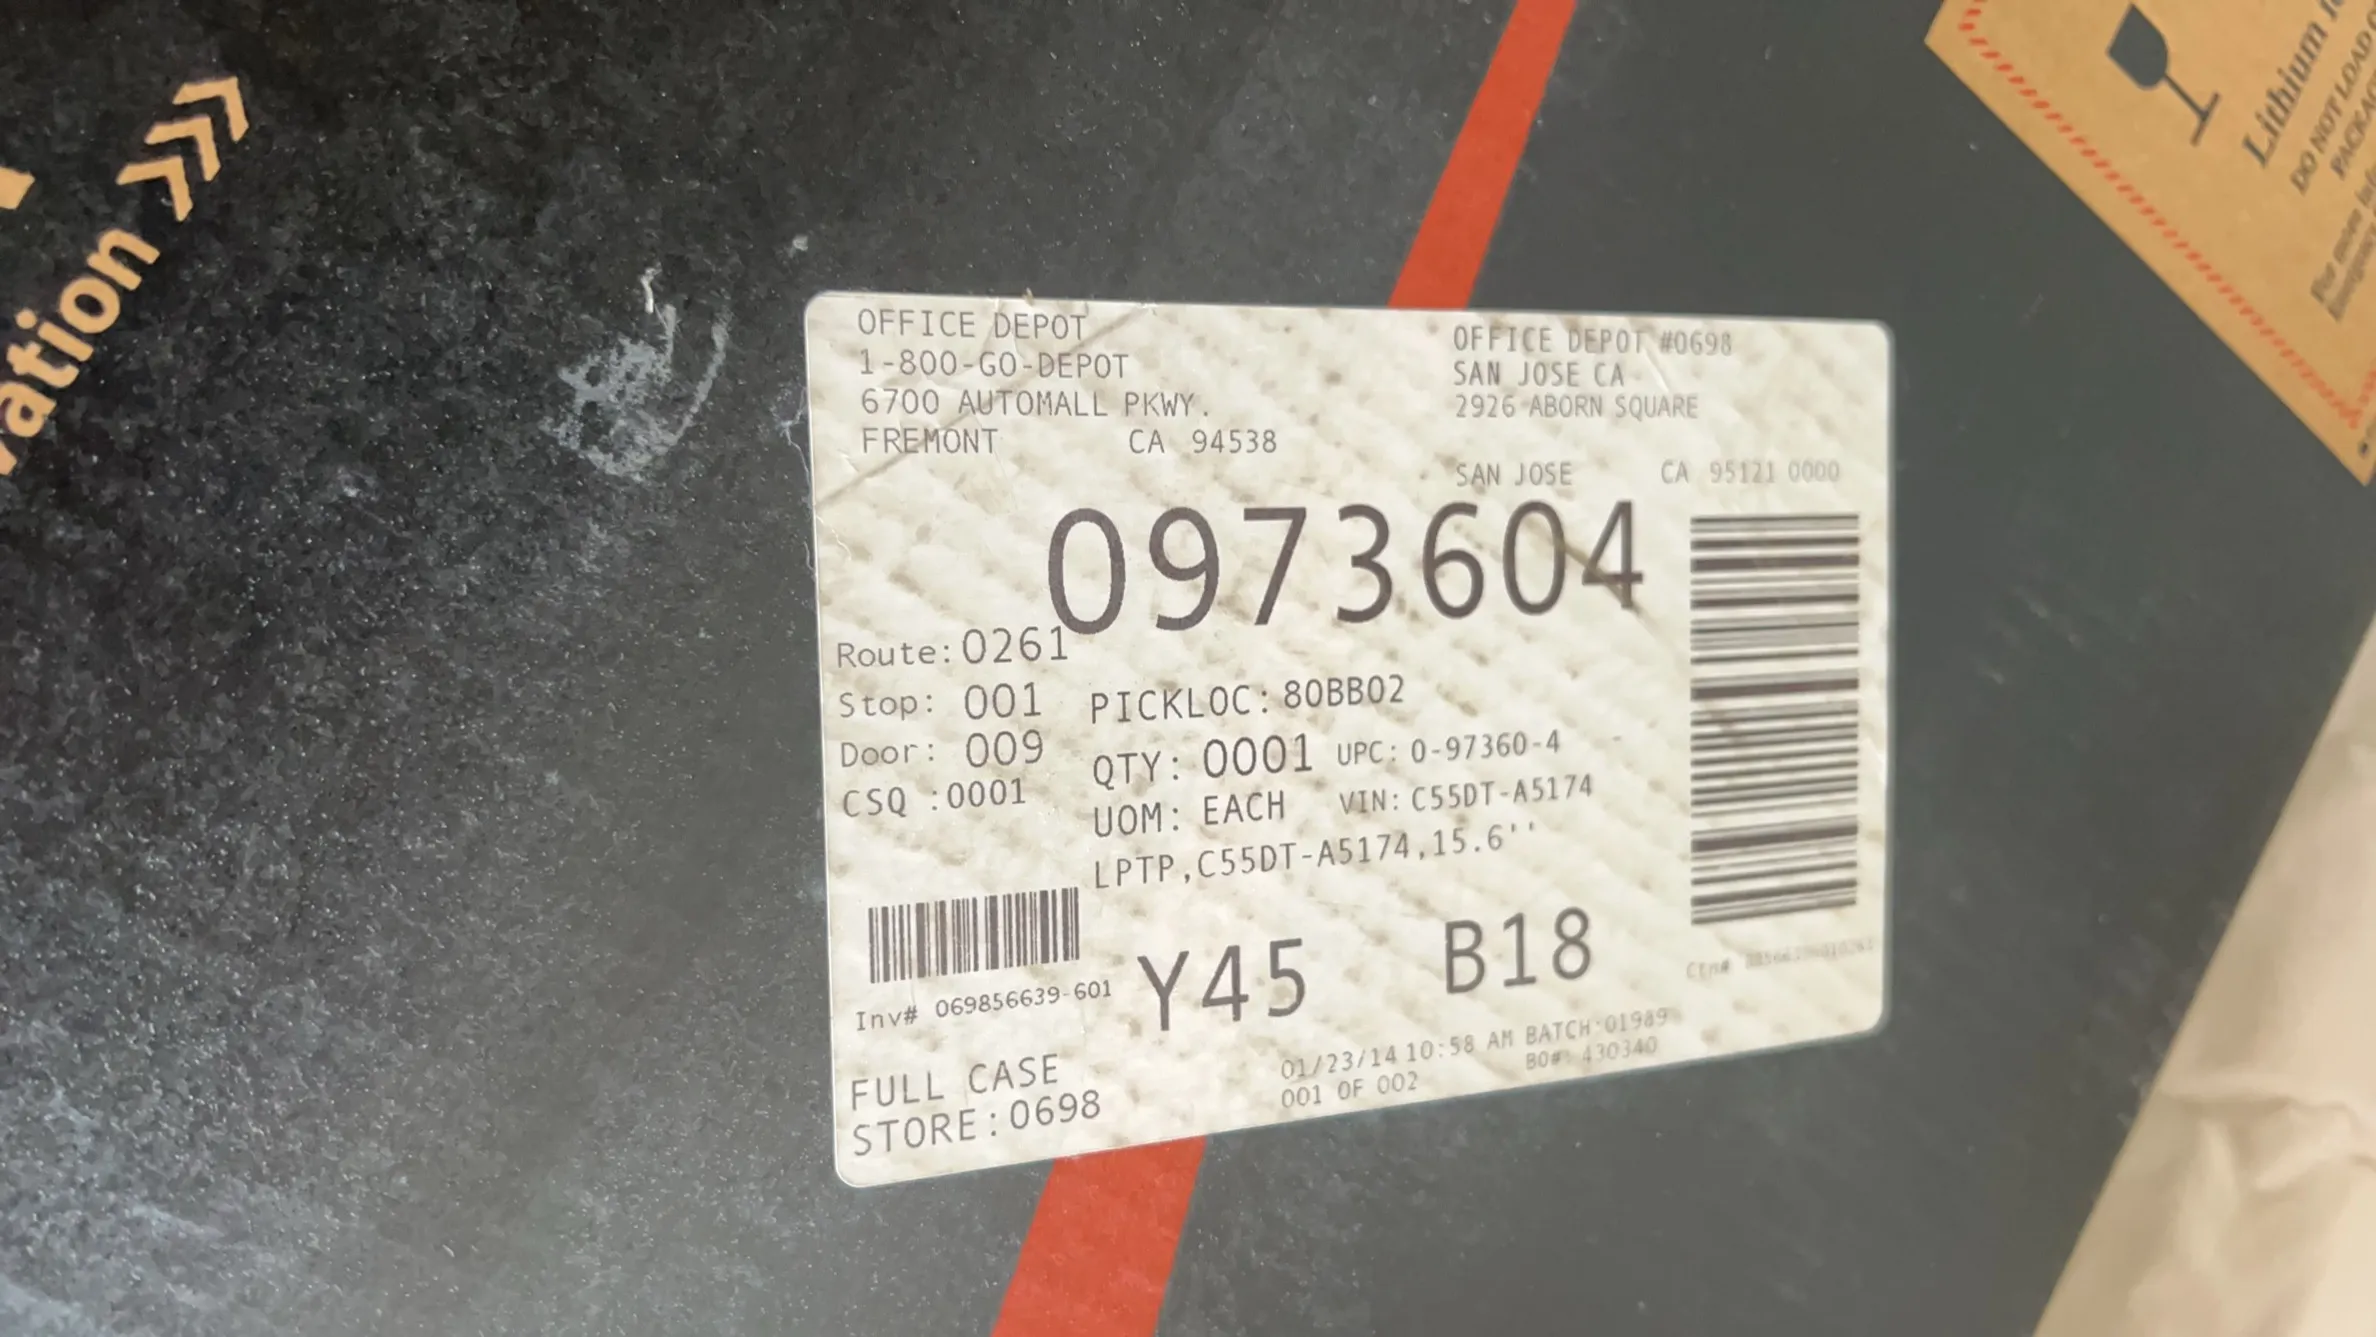 OFFICE DEPOT
1-800-GO-DEPOT
6700 AUTOMALL PKWY.
FREMONT CA 94538
OFFICE DEPOT #0698
SAN JOSE CA
2926 ABORN SQUARE
SAN JOSE CA 95121 0000
0973604
Route: 0261
Stop: 001
Door: 009
CSQ :0001
PICKLOC: 80BB02
QTY: 0001 UPC: 0-97360-4
UOM: EACH VIN: C55DT-A5174
LPTP,C55DT-A5174,15.6''
Inv# 069856639-601
Y45 B18
Ctn#
FULL CASE
STORE:0698
01/23/14 10:58 AM BATCH:01989
001 OF 002 BO#: 430340
Lithium
DO NOT LOAD